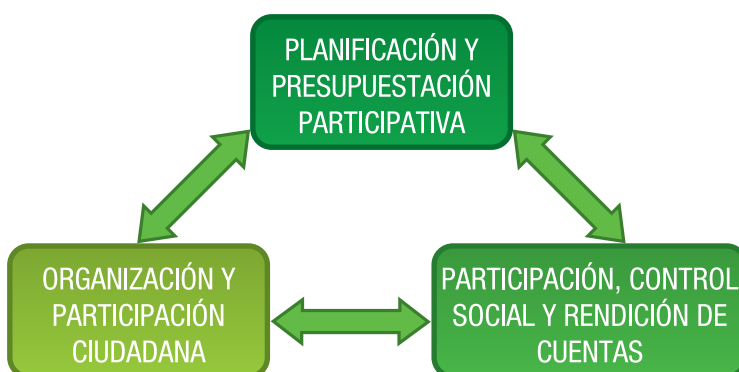 PLANIFICACIÓN Y
PRESUPUESTACIÓN
PARTICIPATIVA
ORGANIZACIÓN Y
PARTICIPACIÓN
CIUDADANA
PARTICIPACIÓN, CONTROL
SOCIAL Y RENDICIÓN DE
CUENTAS